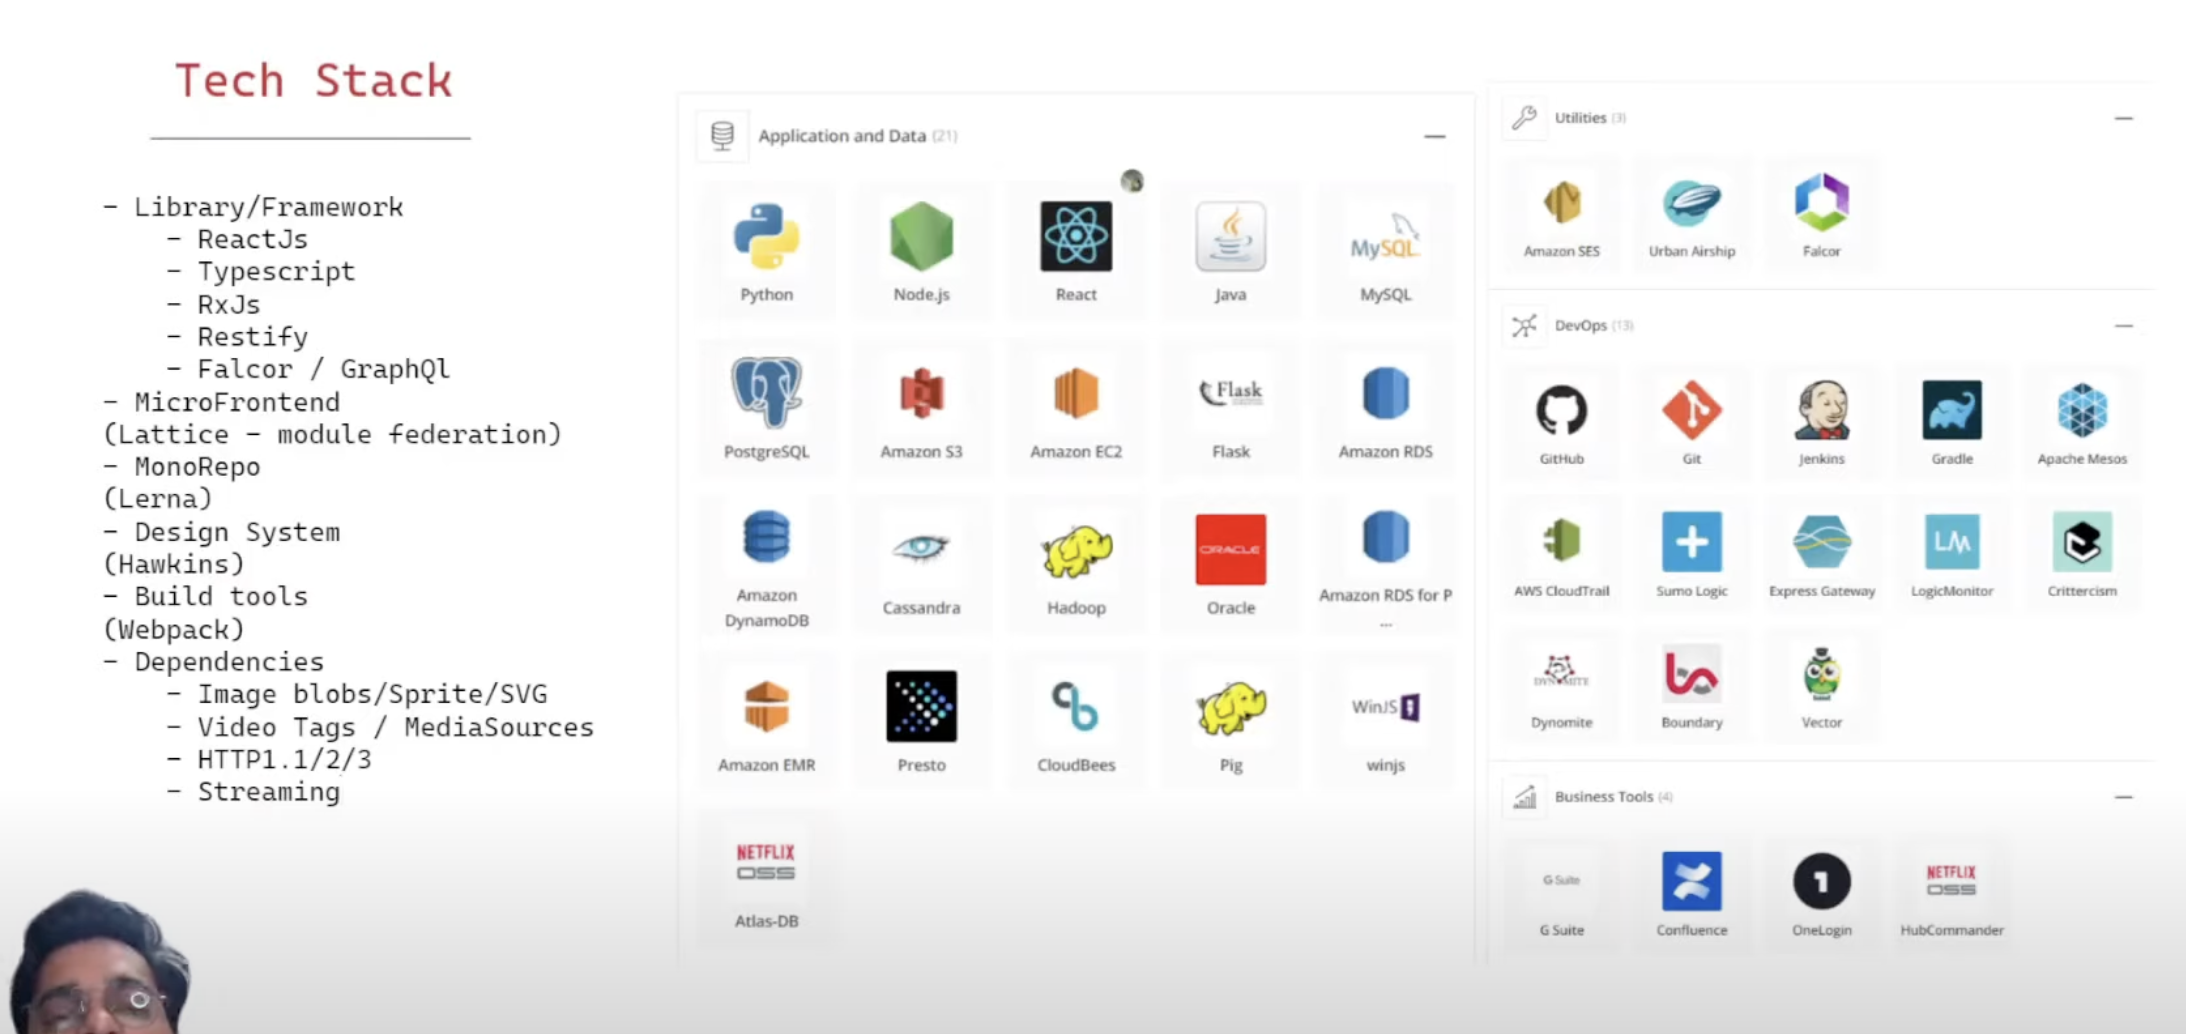 Tech Stack
- Library/Framework
- ReactJs
- Typescript
- RxJs
- Restify
- Falcor / GraphQl
- MicroFrontend
(Lattice - module federation)
- MonoRepo
(Lerna)
- Design System
(Hawkins)
- Build tools
(Webpack)
- Dependencies
- Image blobs/Sprite/SVG
- Video Tags / MediaSources
- HTTP1.1/2/3
- Streaming
Application and Data (21)
MySQL
Python
Node.js
React
Java
MySQL
Flask
PostgreSQL
Amazon S3
Amazon EC2
Flask
Amazon RDS
ORACLE
Amazon
DynamoDB
Cassandra
Hadoop
Oracle
Amazon RDS for P
...
WinJS
Amazon EMR
Presto
CloudBees
Pig
winjs
NETFLIX
OSS
Atlas-DB
Utilities (3)
Amazon SES
Urban Airship
Falcor
DevOps (13)
GitHub
Git
Jenkins
Gradle
Apache Mesos
LM
AWS CloudTrail
Sumo Logic
Express Gateway
LogicMonitor
Crittercism
DYNOMITE
Dynomite
Boundary
Vector
Business Tools (4)
G Suite
1
NETFLIX
OSS
G Suite
Confluence
OneLogin
HubCommander